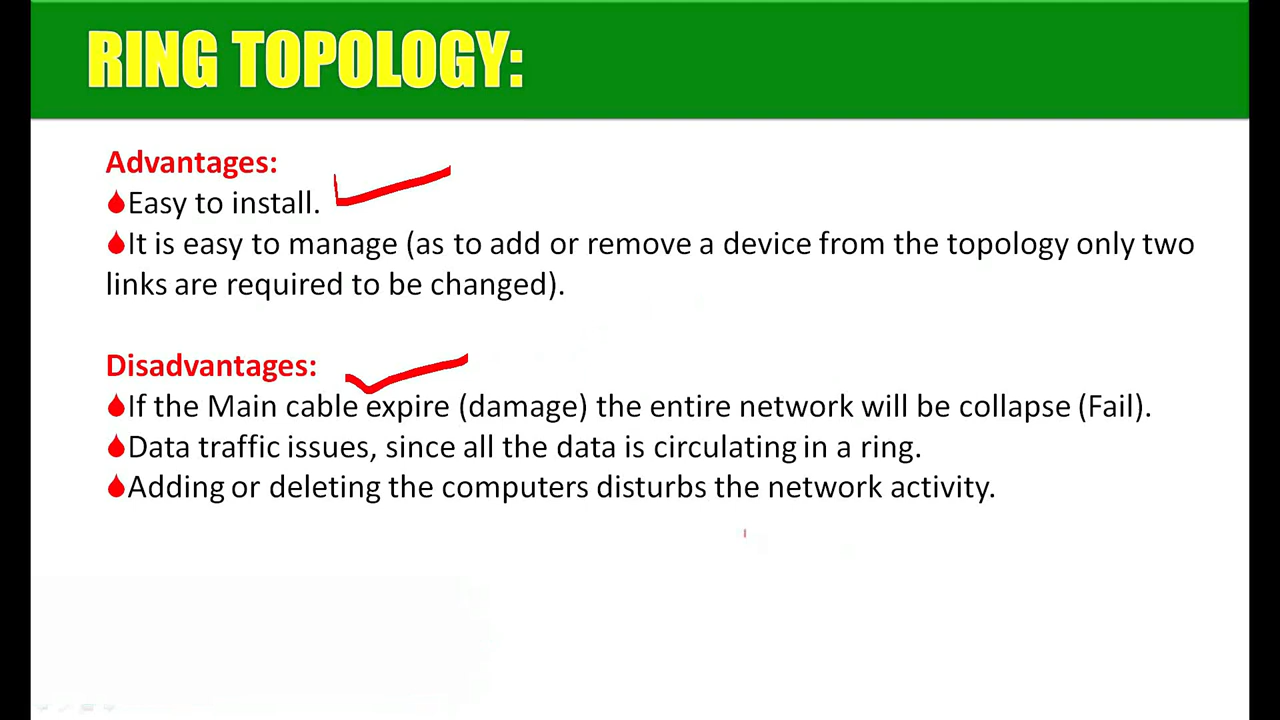 RING TOPOLOGY:
Advantages:
Easy to install.
It is easy to manage (as to add or remove a device from the topology only two
links are required to be changed).
Disadvantages:
If the Main cable expire (damage) the entire network will be collapse (Fail).
Data traffic issues, since all the data is circulating in a ring.
Adding or deleting the computers disturbs the network activity.